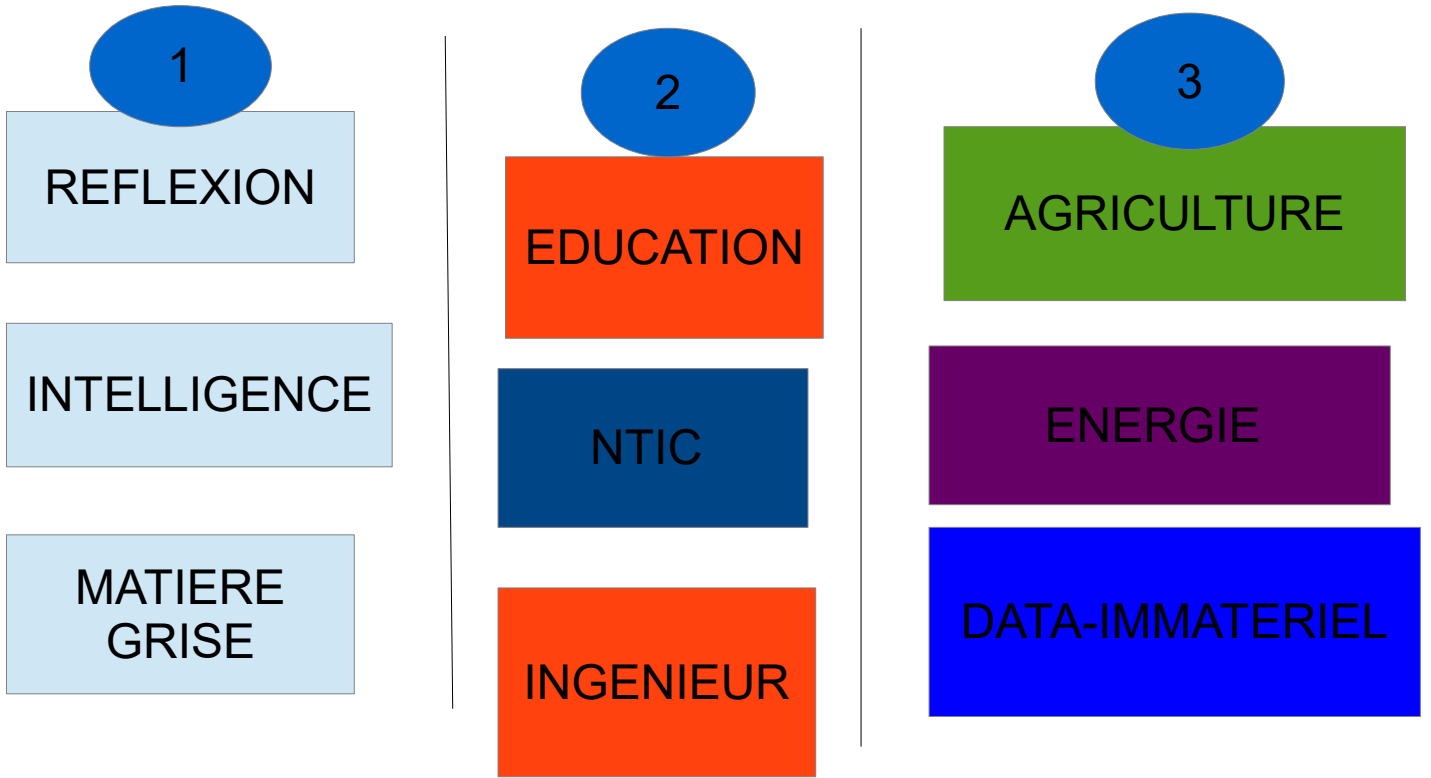 1
REFLEXION
INTELLIGENCE
MATIERE
GRISE
2
EDUCATION
NTIC
INGENIEUR
3
AGRICULTURE
ENERGIE
DATA-IMMATERIEL